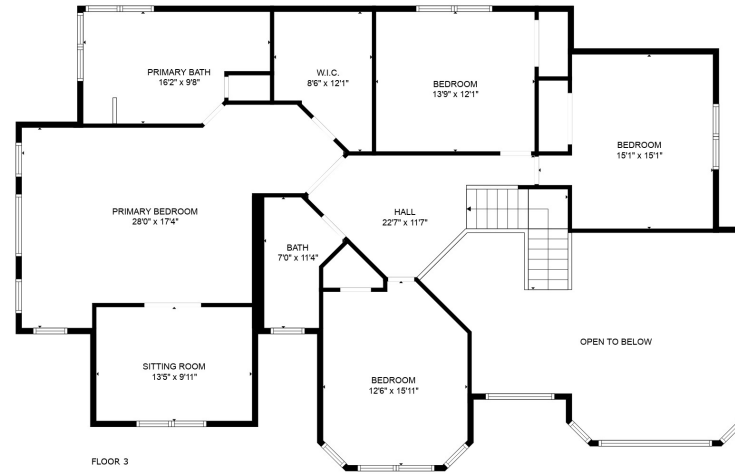 PRIMARY BATH
16'2" x 9'8"
W.I.C.
8'6" x 12'1"
BEDROOM
13'9" x 12'1"
BEDROOM
15'1" x 15'1"
PRIMARY BEDROOM
28'0" x 17'4"
HALL
22'7" x 11'7"
BATH
7'0" x 11'4"
OPEN TO BELOW
SITTING ROOM
13'5" x 9'11"
BEDROOM
12'6" x 15'11"
FLOOR 3